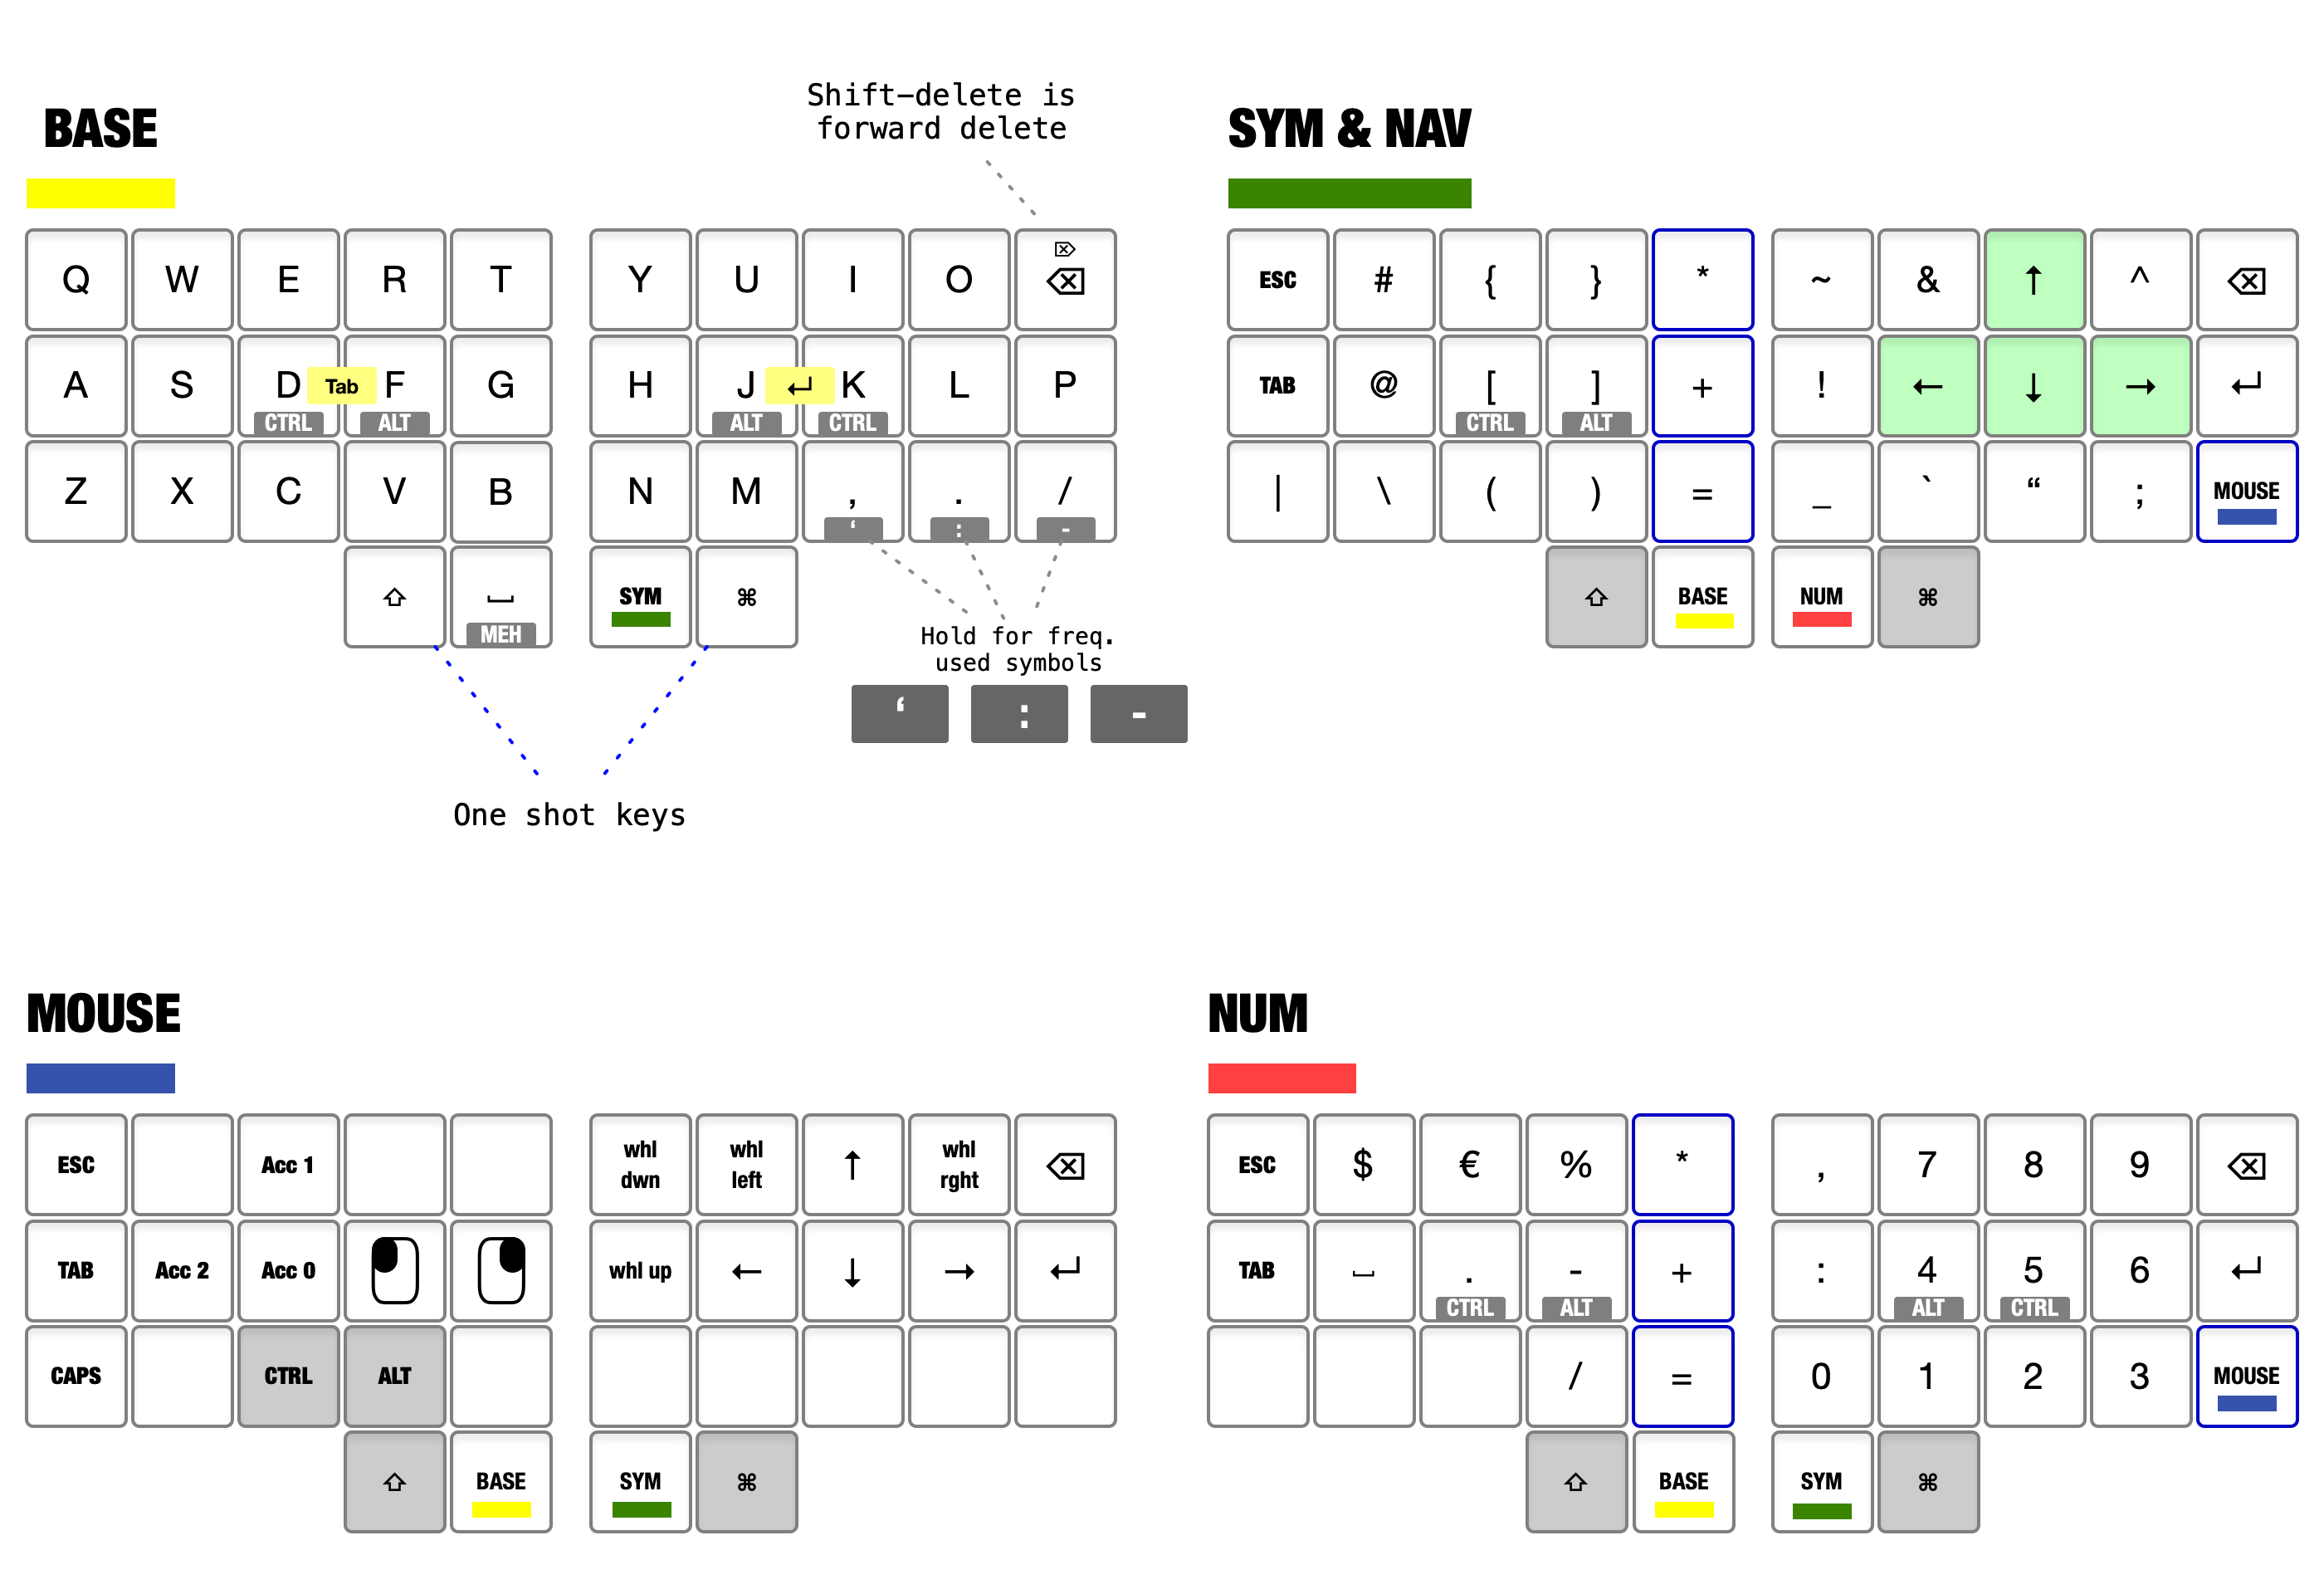 Shift-delete is
forward delete
BASE
Q W E R T Y U I O ⌦ ⌫
A S D Tab F G H J ↵ K L P
CTRL ALT ALT CTRL
Z X C V B N M , . /
‘ : -
⇧ ⎵ SYM ⌘
MEH
Hold for freq.
used symbols
‘ : -
One shot keys
SYM & NAV
ESC # { } * ~ & ↑ ^ ⌫
TAB @ [ ] + ! ← ↓ → ↵
CTRL ALT
| \ ( ) = _ ` “ ; MOUSE
⇧ BASE NUM ⌘
MOUSE
ESC Acc 1 whl dwn whl left ↑ whl rght ⌫
TAB Acc 2 Acc 0 whl up ← ↓ → ↵
CAPS CTRL ALT
⇧ BASE SYM ⌘
NUM
ESC $ € % * , 7 8 9 ⌫
TAB ⎵ . - + : 4 5 6 ↵
CTRL ALT ALT CTRL
/ = 0 1 2 3 MOUSE
⇧ BASE SYM ⌘